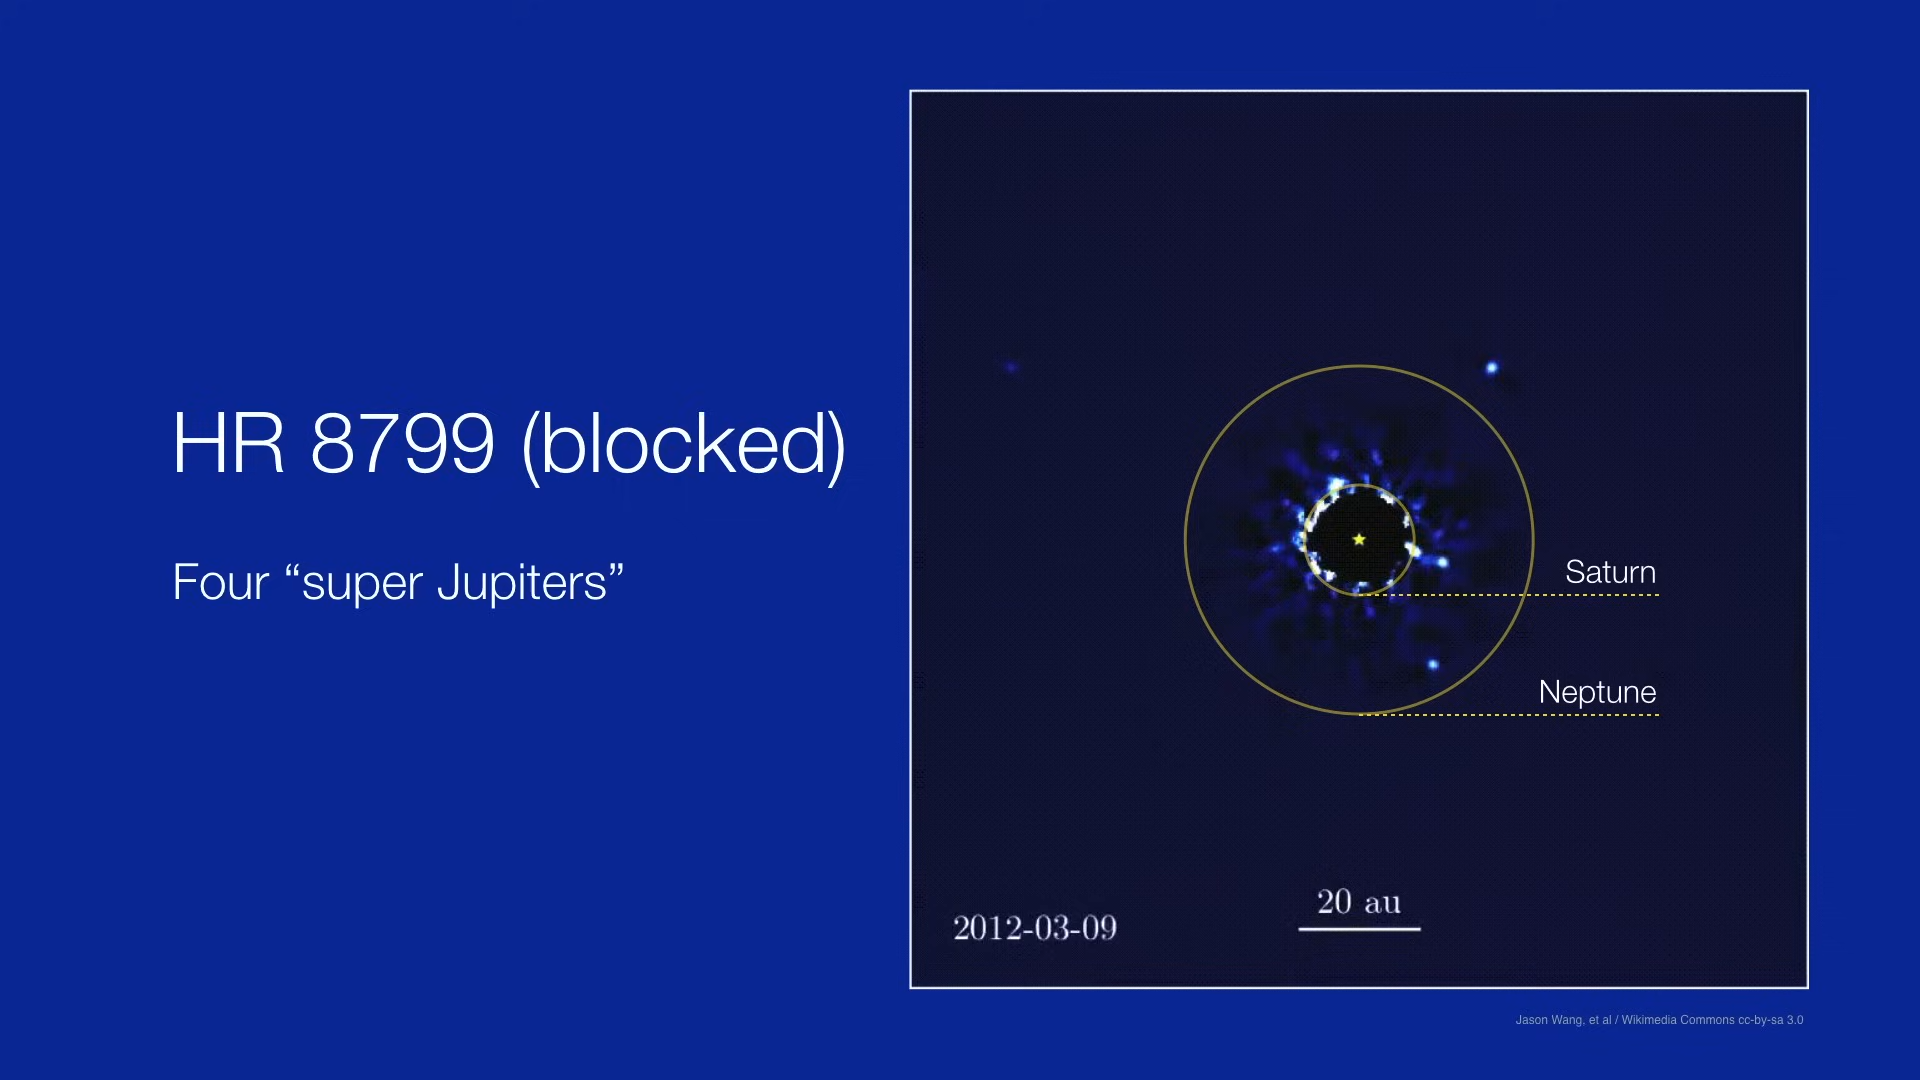 HR 8799 (blocked)
Four “super Jupiters”
Saturn
Neptune
20 au
2012-03-09
Jason Wang, et al / Wikimedia Commons cc-by-sa 3.0